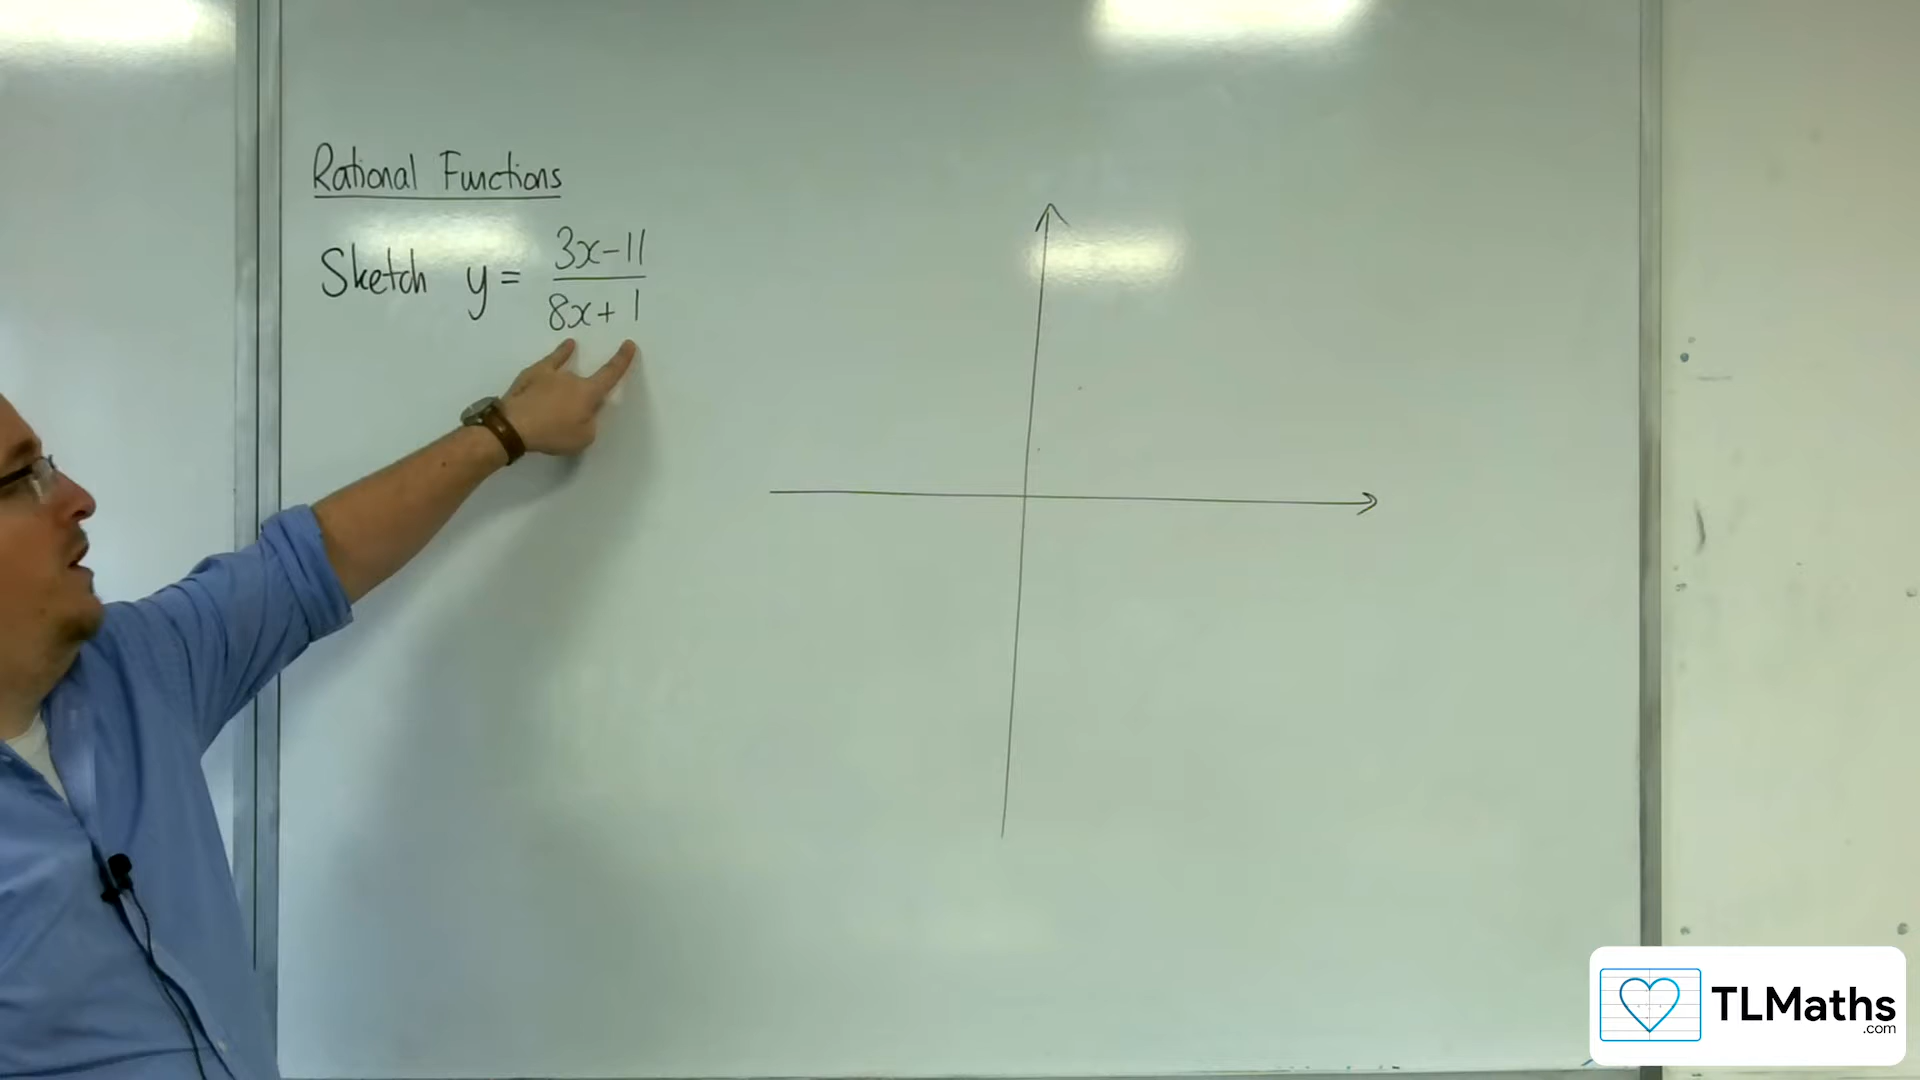 Rational Functions
Sketch y = 3x-11
8x+1
TLMaths
.com